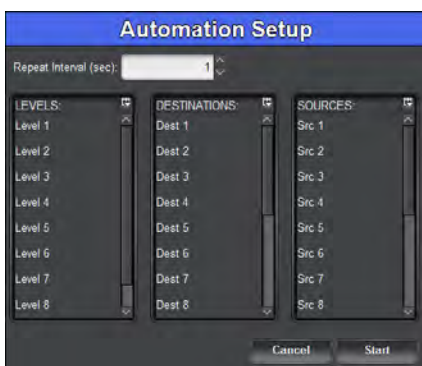 Automation Setup
Repeat Interval (sec): 1
LEVELS:
Level 1
Level 2
Level 3
Level 4
Level 5
Level 6
Level 7
Level 8
DESTINATIONS:
Dest 1
Dest 2
Dest 3
Dest 4
Dest 5
Dest 6
Dest 7
Dest 8
SOURCES:
Src 1
Src 2
Src 3
Src 4
Src 5
Src 6
Src 7
Src 8
Cancel Start